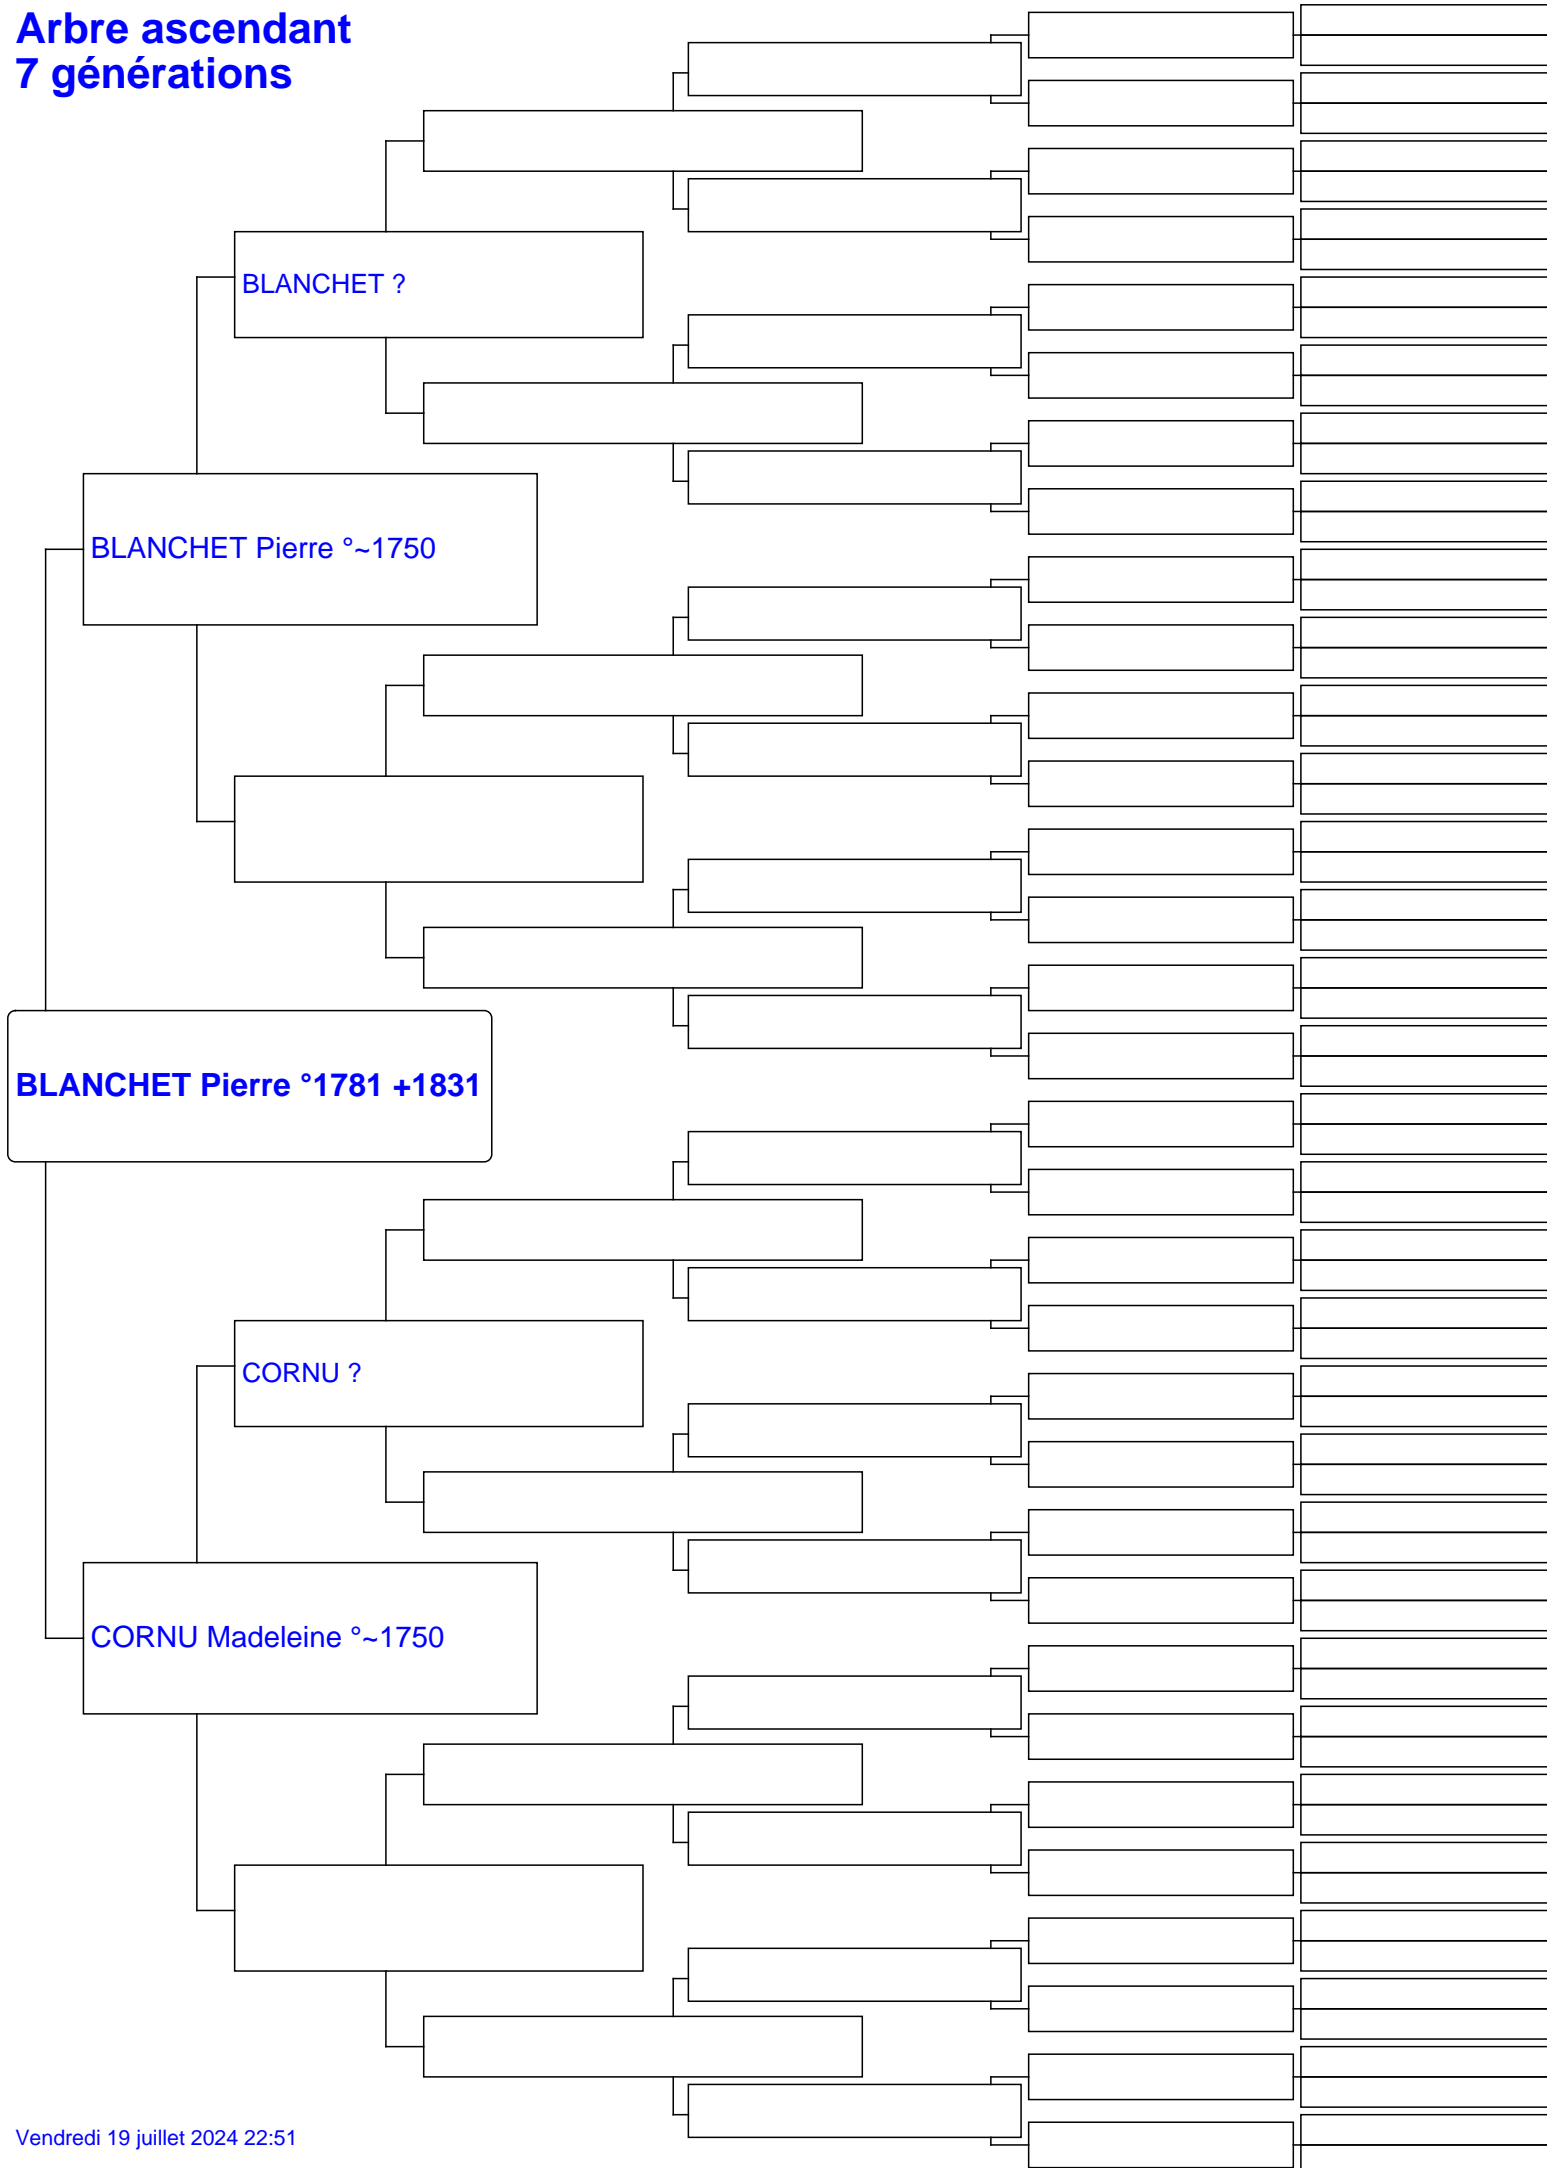 Arbre ascendant
7 générations
BLANCHET ?
BLANCHET Pierre °~1750
BLANCHET Pierre °1781 +1831
CORNU ?
CORNU Madeleine °~1750
Vendredi 19 juillet 2024 22:51